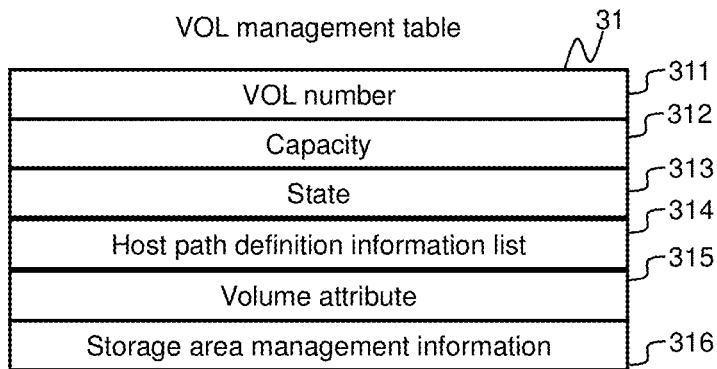 VOL management table
31
VOL number
311
Capacity
312
State
313
Host path definition information list
314
Volume attribute
315
Storage area management information
316